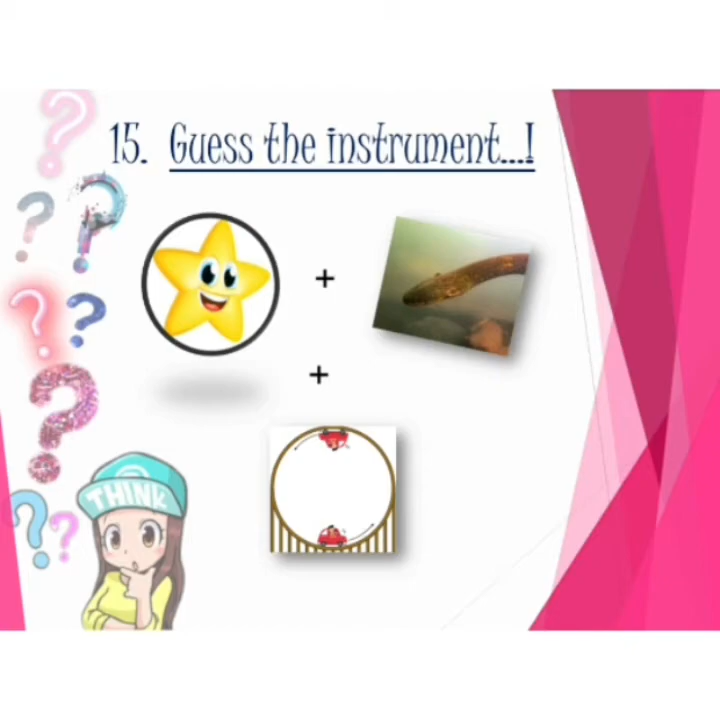 15. Guess the instrument...!
+
+
THINK